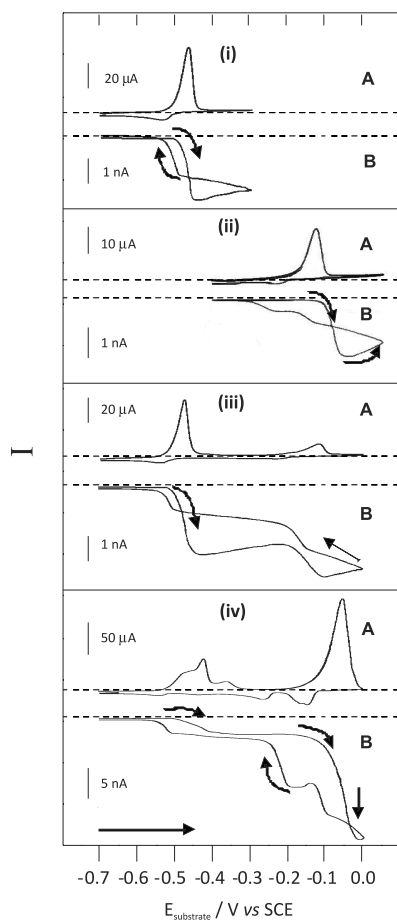 (i)
20 μA
A
B
1 nA
(ii)
10 μA
A
B
1 nA
(iii)
20 μA
A
B
1 nA
(iv)
50 μA
A
B
5 nA
I
-0.7 -0.6 -0.5 -0.4 -0.3 -0.2 -0.1 0.0
E substrate / V vs SCE